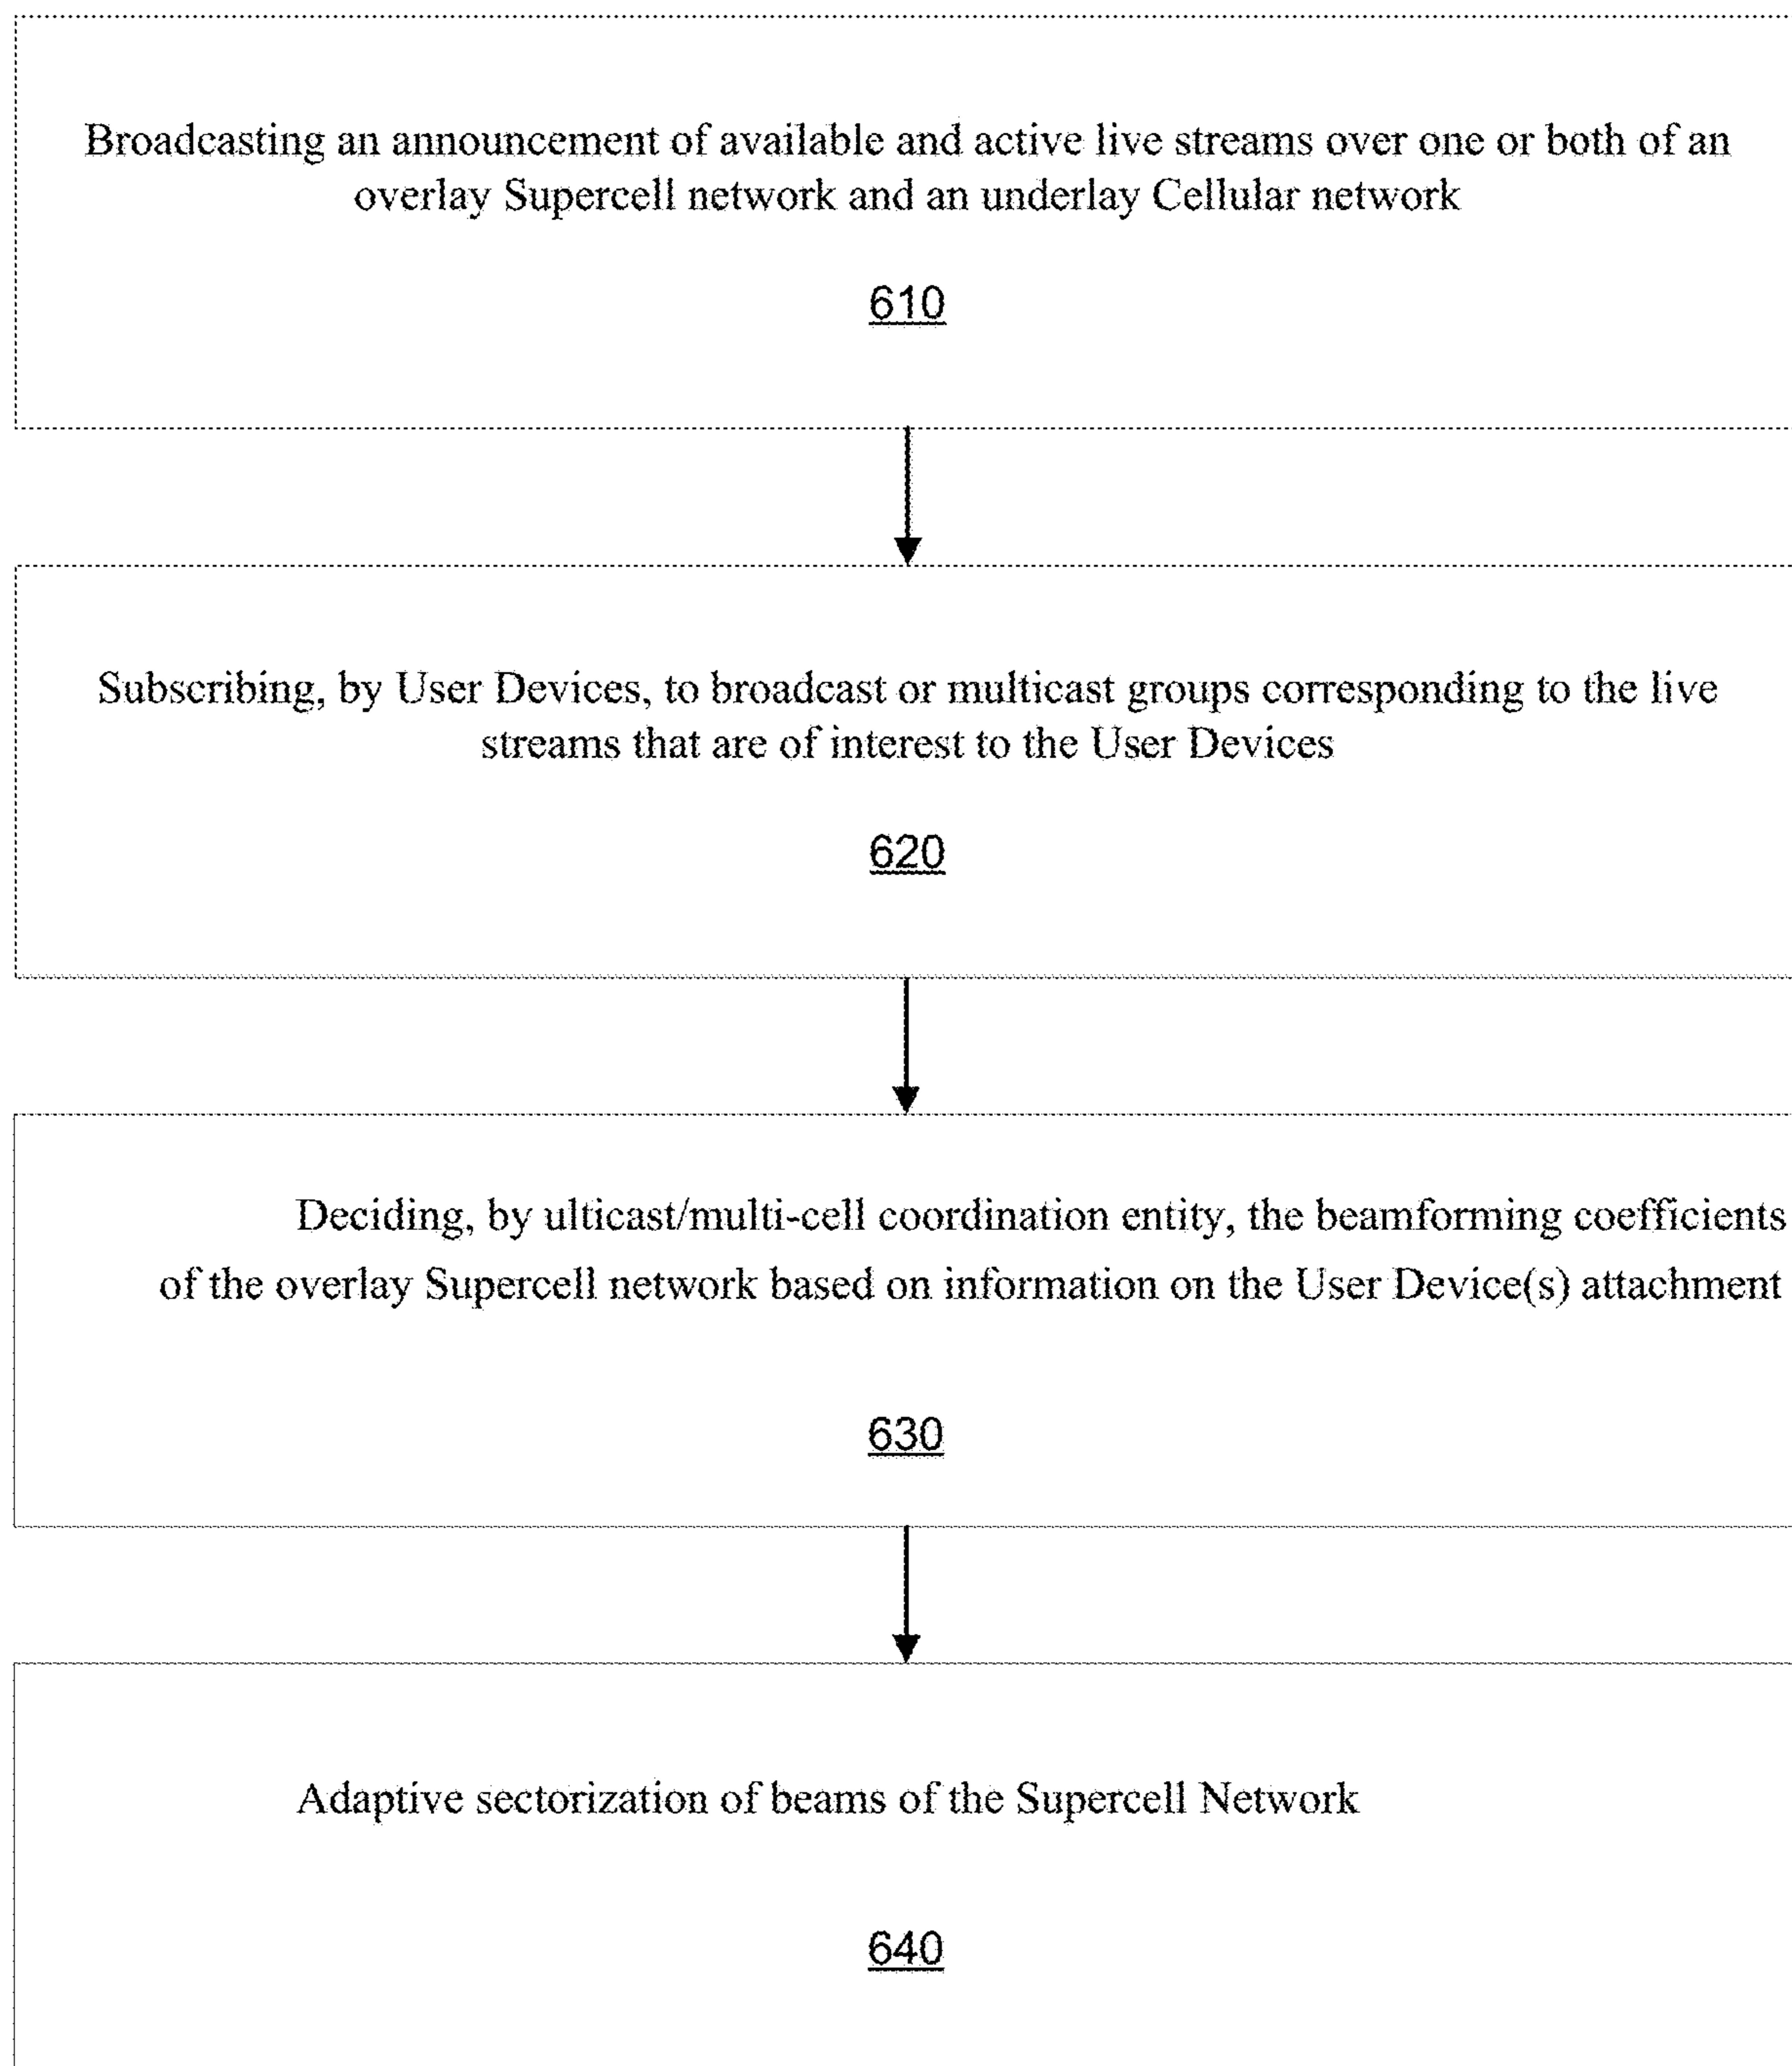 Broadcasting an announcement of available and active live streams over one or both of an
overlay Supercell network and an underlay Cellular network
610
Subscribing, by User Devices, to broadcast or multicast groups corresponding to the live
streams that are of interest to the User Devices
620
Deciding, by ulticast/multi-cell coordination entity, the beamforming coefficients
of the overlay Supercell network based on information on the User Device(s) attachment
630
Adaptive sectorization of beams of the Supercell Network
640